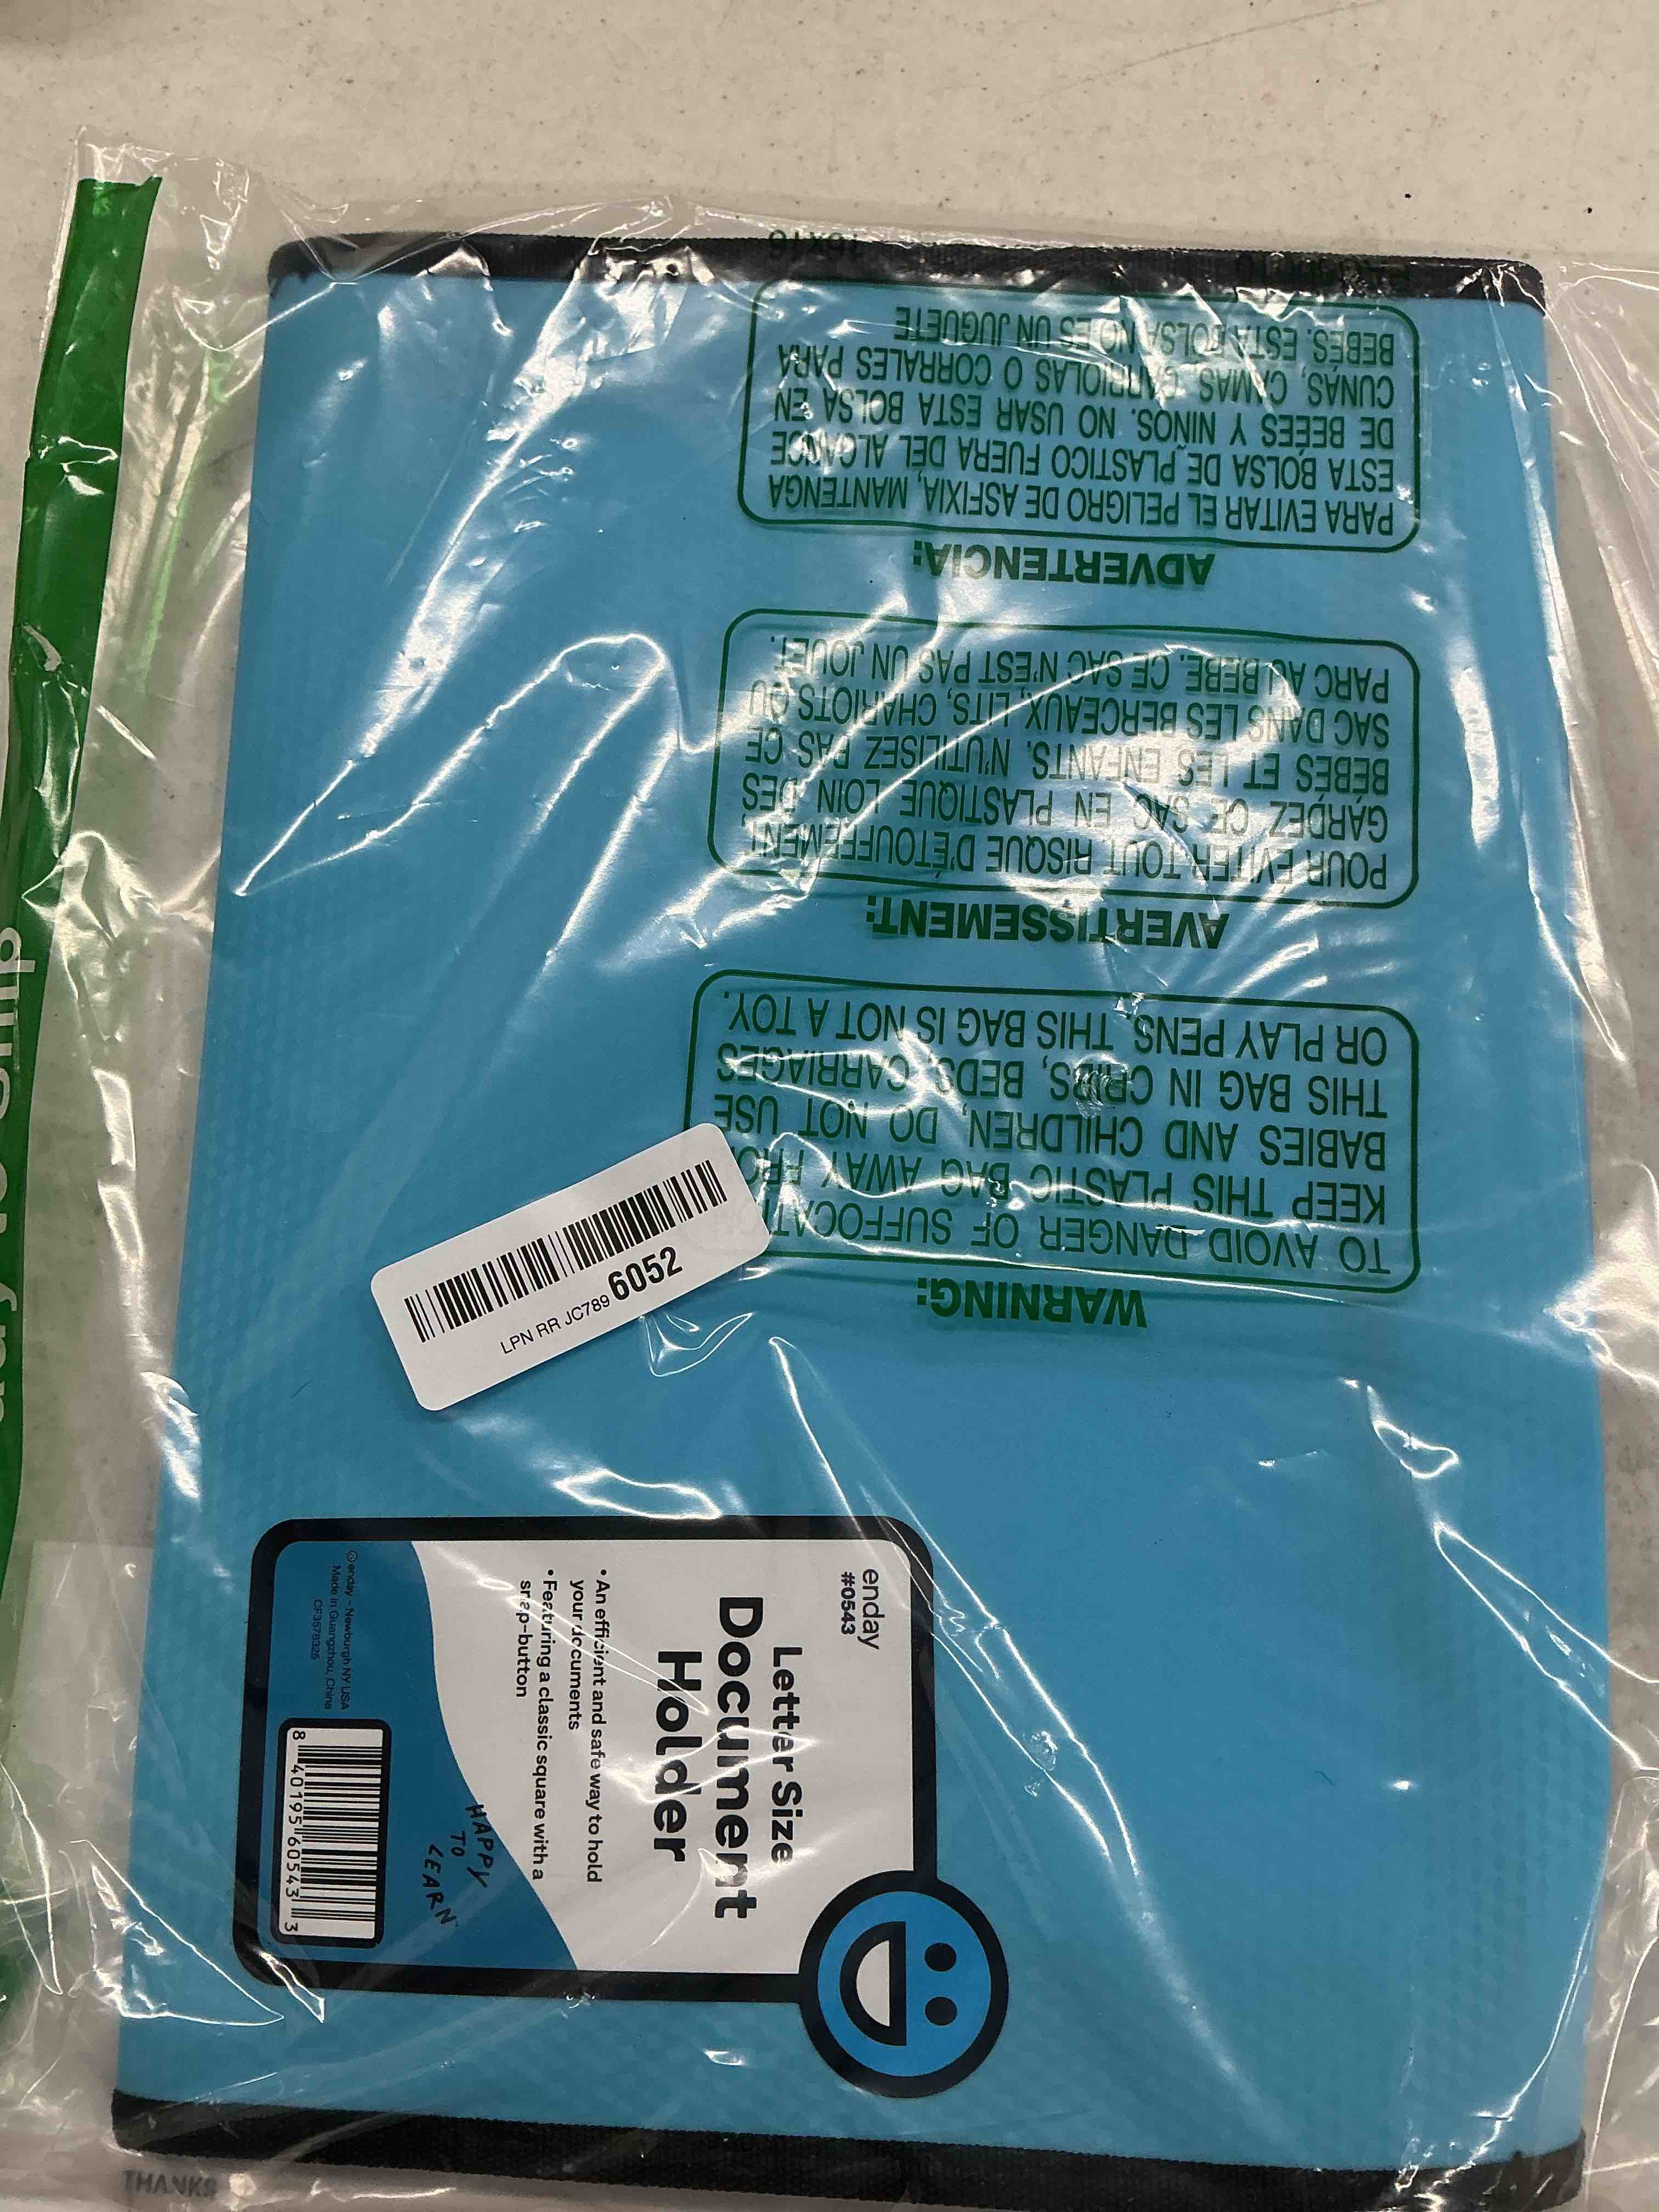 WARNING:
TO AVOID DANGER OF SUFFOCATION
KEEP THIS PLASTIC BAG AWAY FROM
BABIES AND CHILDREN, DO NOT USE
THIS BAG IN CRIBS, BEDS, CARRIAGES
OR PLAY PENS. THIS BAG IS NOT A TOY.
AVERTISSEMENT:
POUR EVITER TOUT RISQUE D'ÉTOUFFEMENT,
GARDEZ CE SAC EN PLASTIQUE LOIN DES
BÉBÉS ET LES ENFANTS. N'UTILISEZ PAS CE
SAC DANS LES BERCEAUX, LITS, CHARIOTS OU
PARC AU BEBE. CE SAC N'EST PAS UN JOUET.
ADVERTENCIA:
PARA EVITAR EL PELIGRO DE ASFIXIA, MANTENGA
ESTA BOLSA DE PLASTICO FUERA DEL ALCANCE
DE BEBÉS Y NIÑOS. NO USAR ESTA BOLSA EN
CUNAS, CAMAS, CARRIOLAS O CORRALES PARA
BEBÉS. ESTA BOLSA NO ES UN JUGUETE
LPN RR JC789 6052
enday
#0543
Letter Size
Document
Holder
• An efficient and safe way to hold
your documents
• Featuring a classic square with a
snap-button
HAPPY
TO
LEARN
© enday - Newburgh NY USA
Made in Guangzhou, China
CF3578325
8 40195 60543 3
THANKS